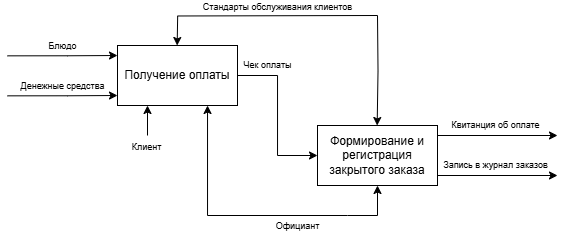 Стандарты обслуживания клиентов
Блюдо
Получение оплаты
Чек оплаты
Денежные средства
Клиент
Квитанция об оплате
Формирование и
регистрация
закрытого заказа
Запись в журнал заказов
Официант